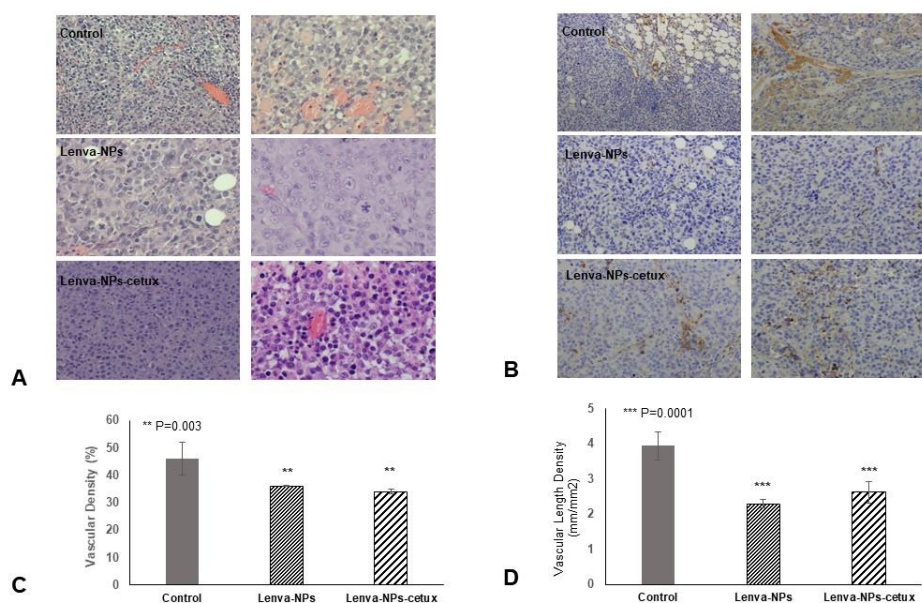 Control
Lenva-NPs
Lenva-NPs-cetux
A
Control
Lenva-NPs
Lenva-NPs-cetux
B
** P=0.003
Vascular Density (%)
60
50
40
30
20
10
0
**
**
Control
Lenva-NPs
Lenva-NPs-cetux
C
*** P=0.0001
Vascular Length Density
(mm/mm2)
5
4
3
2
1
0
***
***
Control
Lenva-NPs
Lenva-NPs-cetux
D